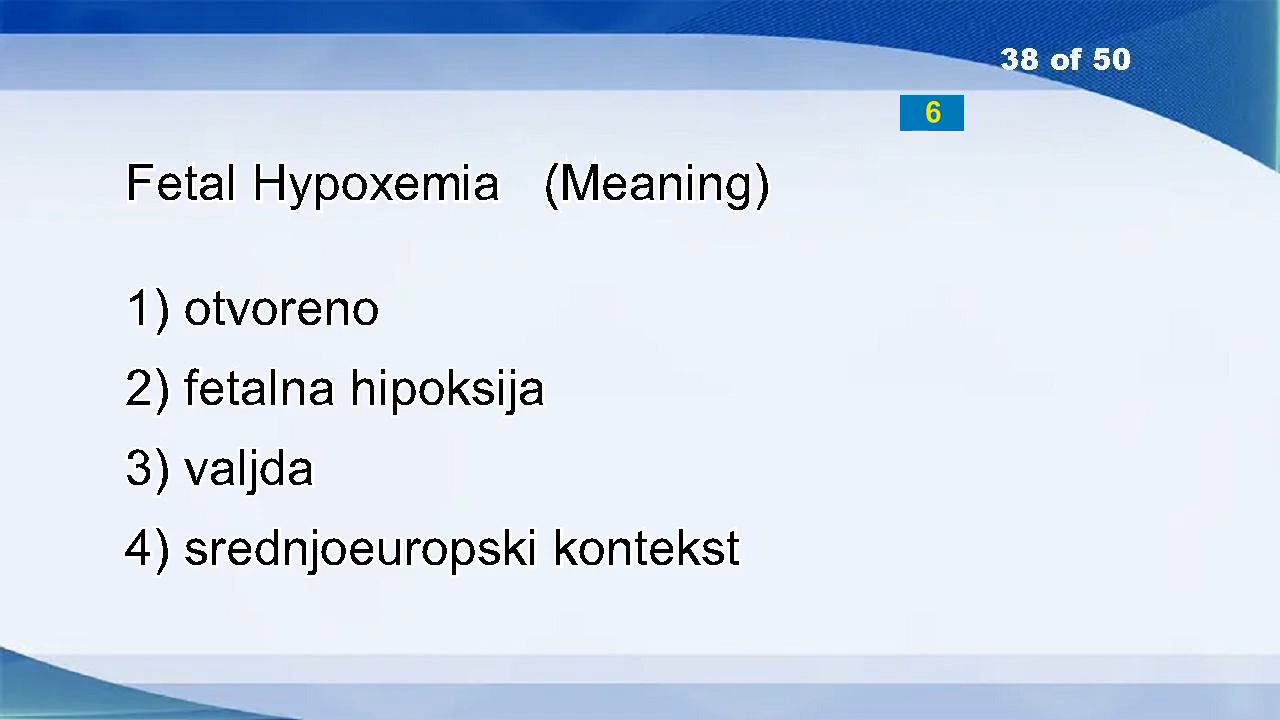 38 of 50
6
Fetal Hypoxemia (Meaning)
1) otvoreno
2) fetalna hipoksija
3) valjda
4) srednjoeuropski kontekst